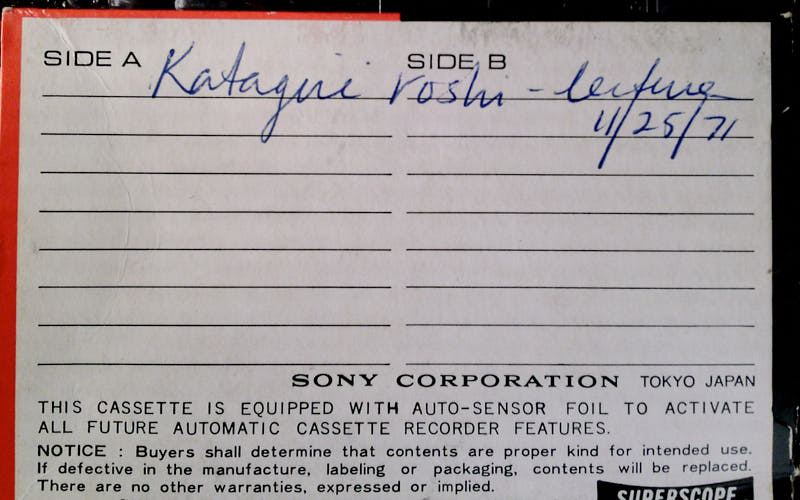 SIDE A SIDE B
Katagiri roshi - lecture
11/25/71
SONY CORPORATION TOKYO JAPAN
THIS CASSETTE IS EQUIPPED WITH AUTO-SENSOR FOIL TO ACTIVATE
ALL FUTURE AUTOMATIC CASSETTE RECORDER FEATURES.
NOTICE : Buyers shall determine that contents are proper kind for intended use.
If defective in the manufacture, labeling or packaging, contents will be replaced.
There are no other warranties, expressed or implied.
SUPERSCOPE